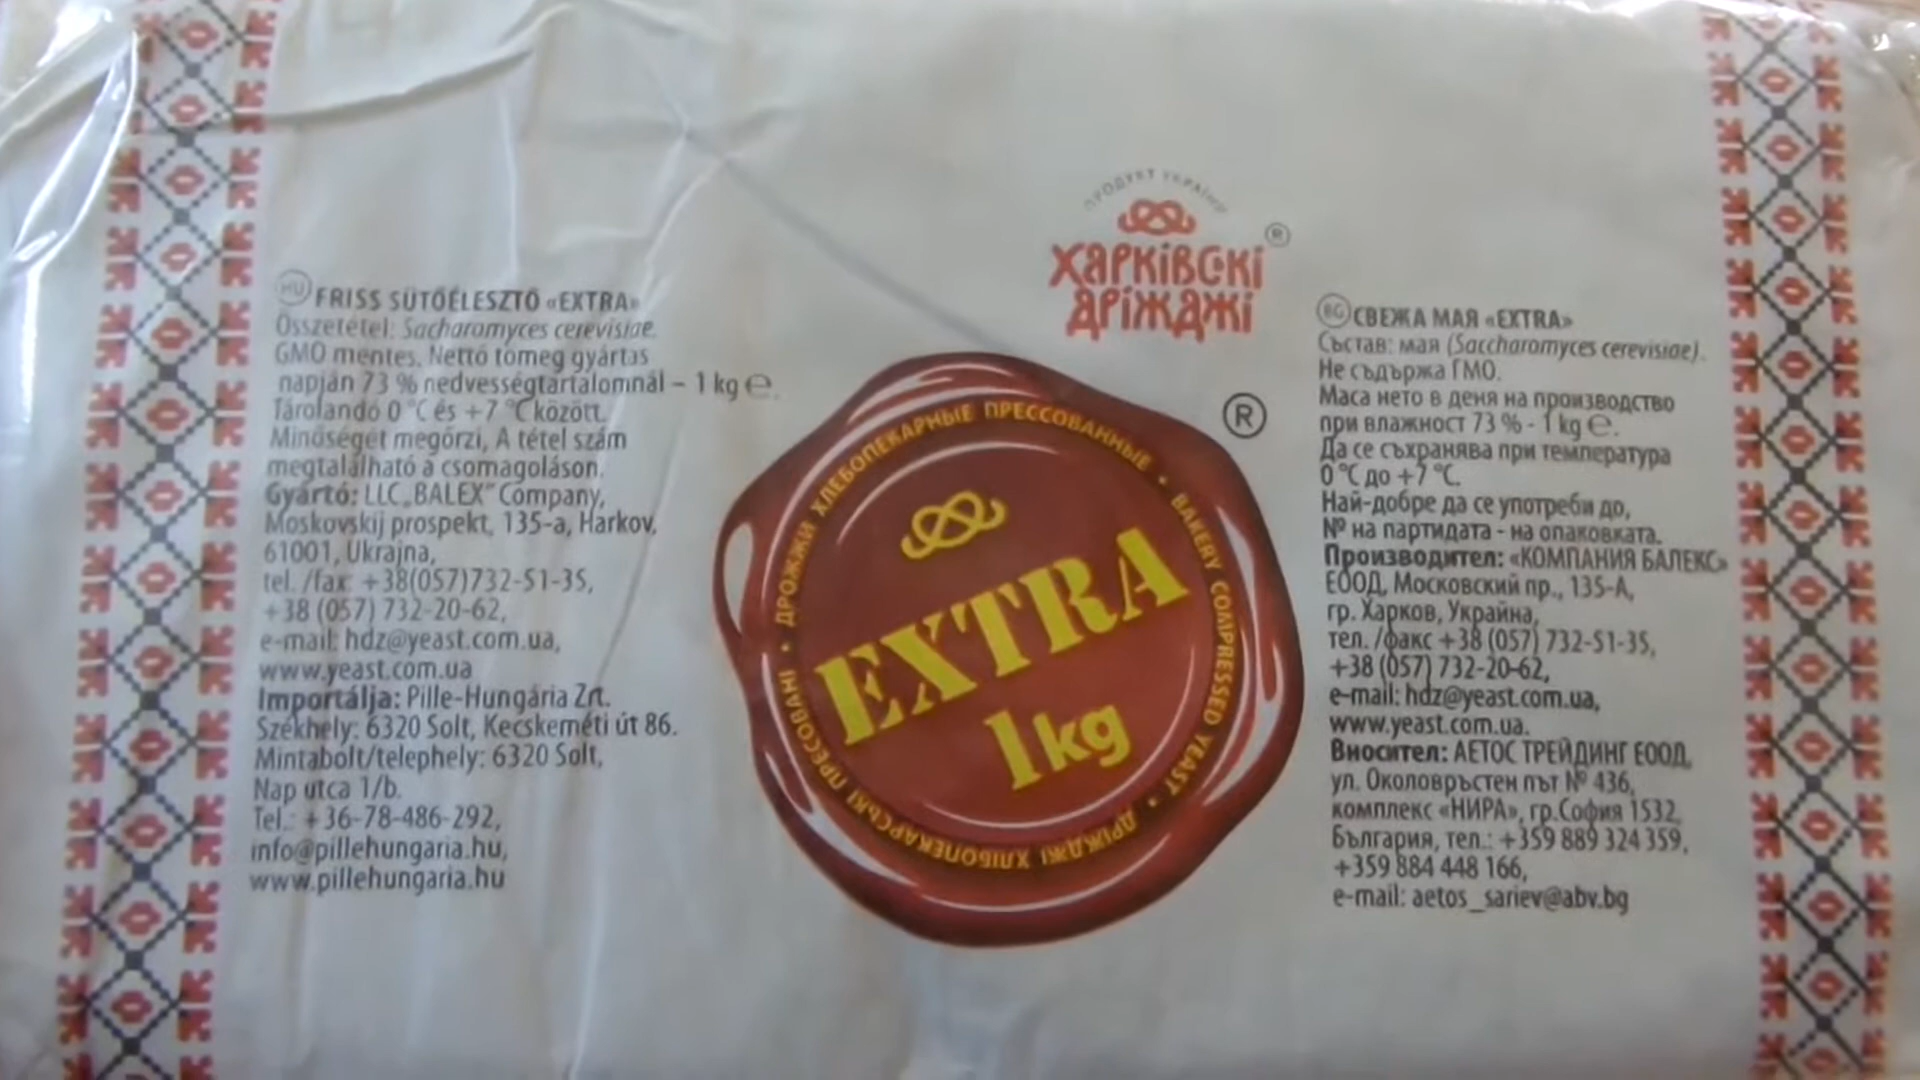 HU FRISS SÜTŐÉLESZTŐ «EXTRA»
Összetétel: Sacharomyces cerevisiae.
GMO mentes. Nettó tömeg gyártás
napján 73 % nedvességtartalomnál – 1 kg ℮.
Tárolandó 0 °C és +7 °C között.
Minőségét megőrzi, A tétel szám
megtalálható a csomagoláson.
Gyártó: LLC „BALEX" Company,
Moskovskij prospekt, 135-a, Harkov,
61001, Ukrajna,
tel. /fax: +38(057)732-51-35,
+38 (057) 732-20-62,
e-mail: hdz@yeast.com.ua,
www.yeast.com.ua
Importálja: Pille-Hungária Zrt.
Székhely: 6320 Solt, Kecskeméti út 86.
Mintabolt/telephely: 6320 Solt,
Nap utca 1/b.
Tel.: +36-78-486-292,
info@pillehungaria.hu,
www.pillehungaria.hu
ПРОДУКТ УКРАЇНИ
ХАРКІВСЬКІ ®
ДРІЖДЖІ
®
ДРОЖЖИ ХЛЕБОПЕКАРНЫЕ ПРЕССОВАННЫЕ •
BAKERY COMPRESSED YEAST •
ДРІЖДЖІ ХЛІБОПЕКАРСЬКІ ПРЕСОВАНІ •
EXTRA
1 kg
BG СВЕЖА МАЯ «EXTRA»
Състав: мая (Saccharomyces cerevisiae).
Не съдържа ГМО.
Маса нето в деня на производство
при влажност 73 % - 1 kg ℮.
Да се съхранява при температура
0 °C до +7 °C.
Най-добре да се употреби до,
№ на партидата - на опаковката.
Производител: «КОМПАНИЯ БАЛЕКС»
ЕООД, Московский пр., 135-А,
гр. Харков, Украйна,
тел. /факс +38 (057) 732-51-35,
+38 (057) 732-20-62,
e-mail: hdz@yeast.com.ua,
www.yeast.com.ua.
Вносител: АЕТОС ТРЕЙДИНГ ЕООД,
ул. Околовръстен път № 436,
комплекс «НИРА», гр.София 1532,
България, тел.: +359 889 324 359,
+359 884 448 166,
e-mail: aetos_sariev@abv.bg